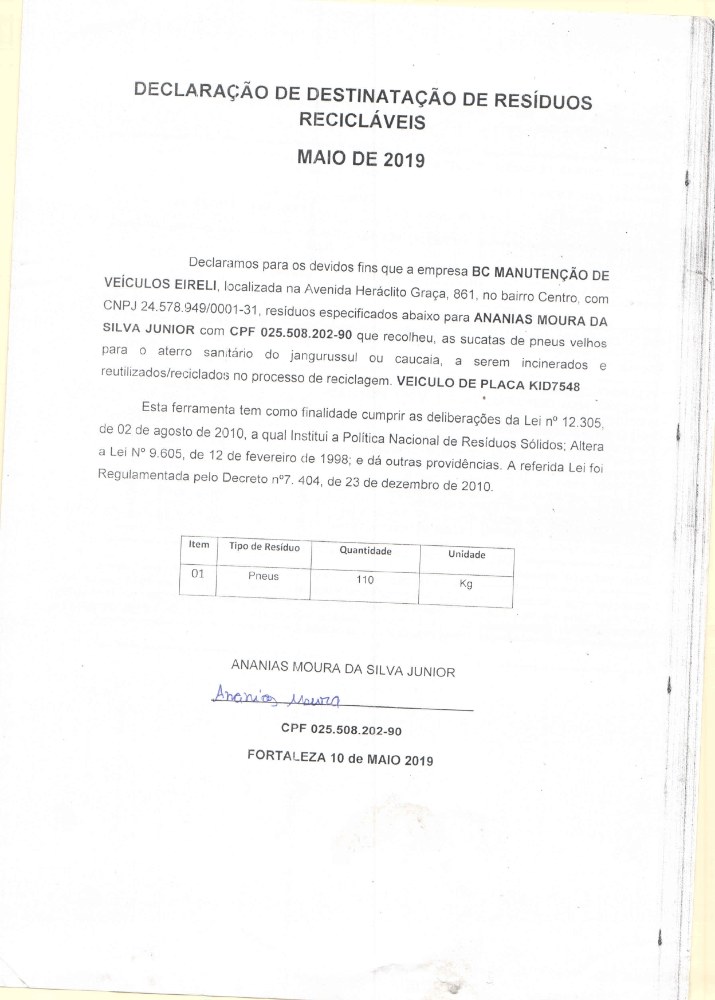 DECLARAÇÃO DE DESTINATAÇÃO DE RESÍDUOS
RECICLÁVEIS
MAIO DE 2019
Declaramos para os devidos fins que a empresa BC MANUTENÇÃO DE
VEÍCULOS EIRELI, localizada na Avenida Heráclito Graça, 861, no bairro Centro, com
CNPJ 24.578.949/0001-31, resíduos especificados abaixo para ANANIAS MOURA DA
SILVA JUNIOR com CPF 025.508.202-90 que recolheu, as sucatas de pneus velhos
para o aterro sanitário do jangurussul ou caucaia, a serem incinerados e
reutilizados/reciclados no processo de reciclagem. VEICULO DE PLACA KID7548
Esta ferramenta tem como finalidade cumprir as deliberações da Lei nº 12.305,
de 02 de agosto de 2010, a qual Institui a Política Nacional de Resíduos Sólidos; Altera
a Lei Nº 9.605, de 12 de fevereiro de 1998; e dá outras providências. A referida Lei foi
Regulamentada pelo Decreto nº7. 404, de 23 de dezembro de 2010.
Item Tipo de Resíduo Quantidade Unidade
01 Pneus 110 Kg
ANANIAS MOURA DA SILVA JUNIOR
Ananias Moura
CPF 025.508.202-90
FORTALEZA 10 de MAIO 2019